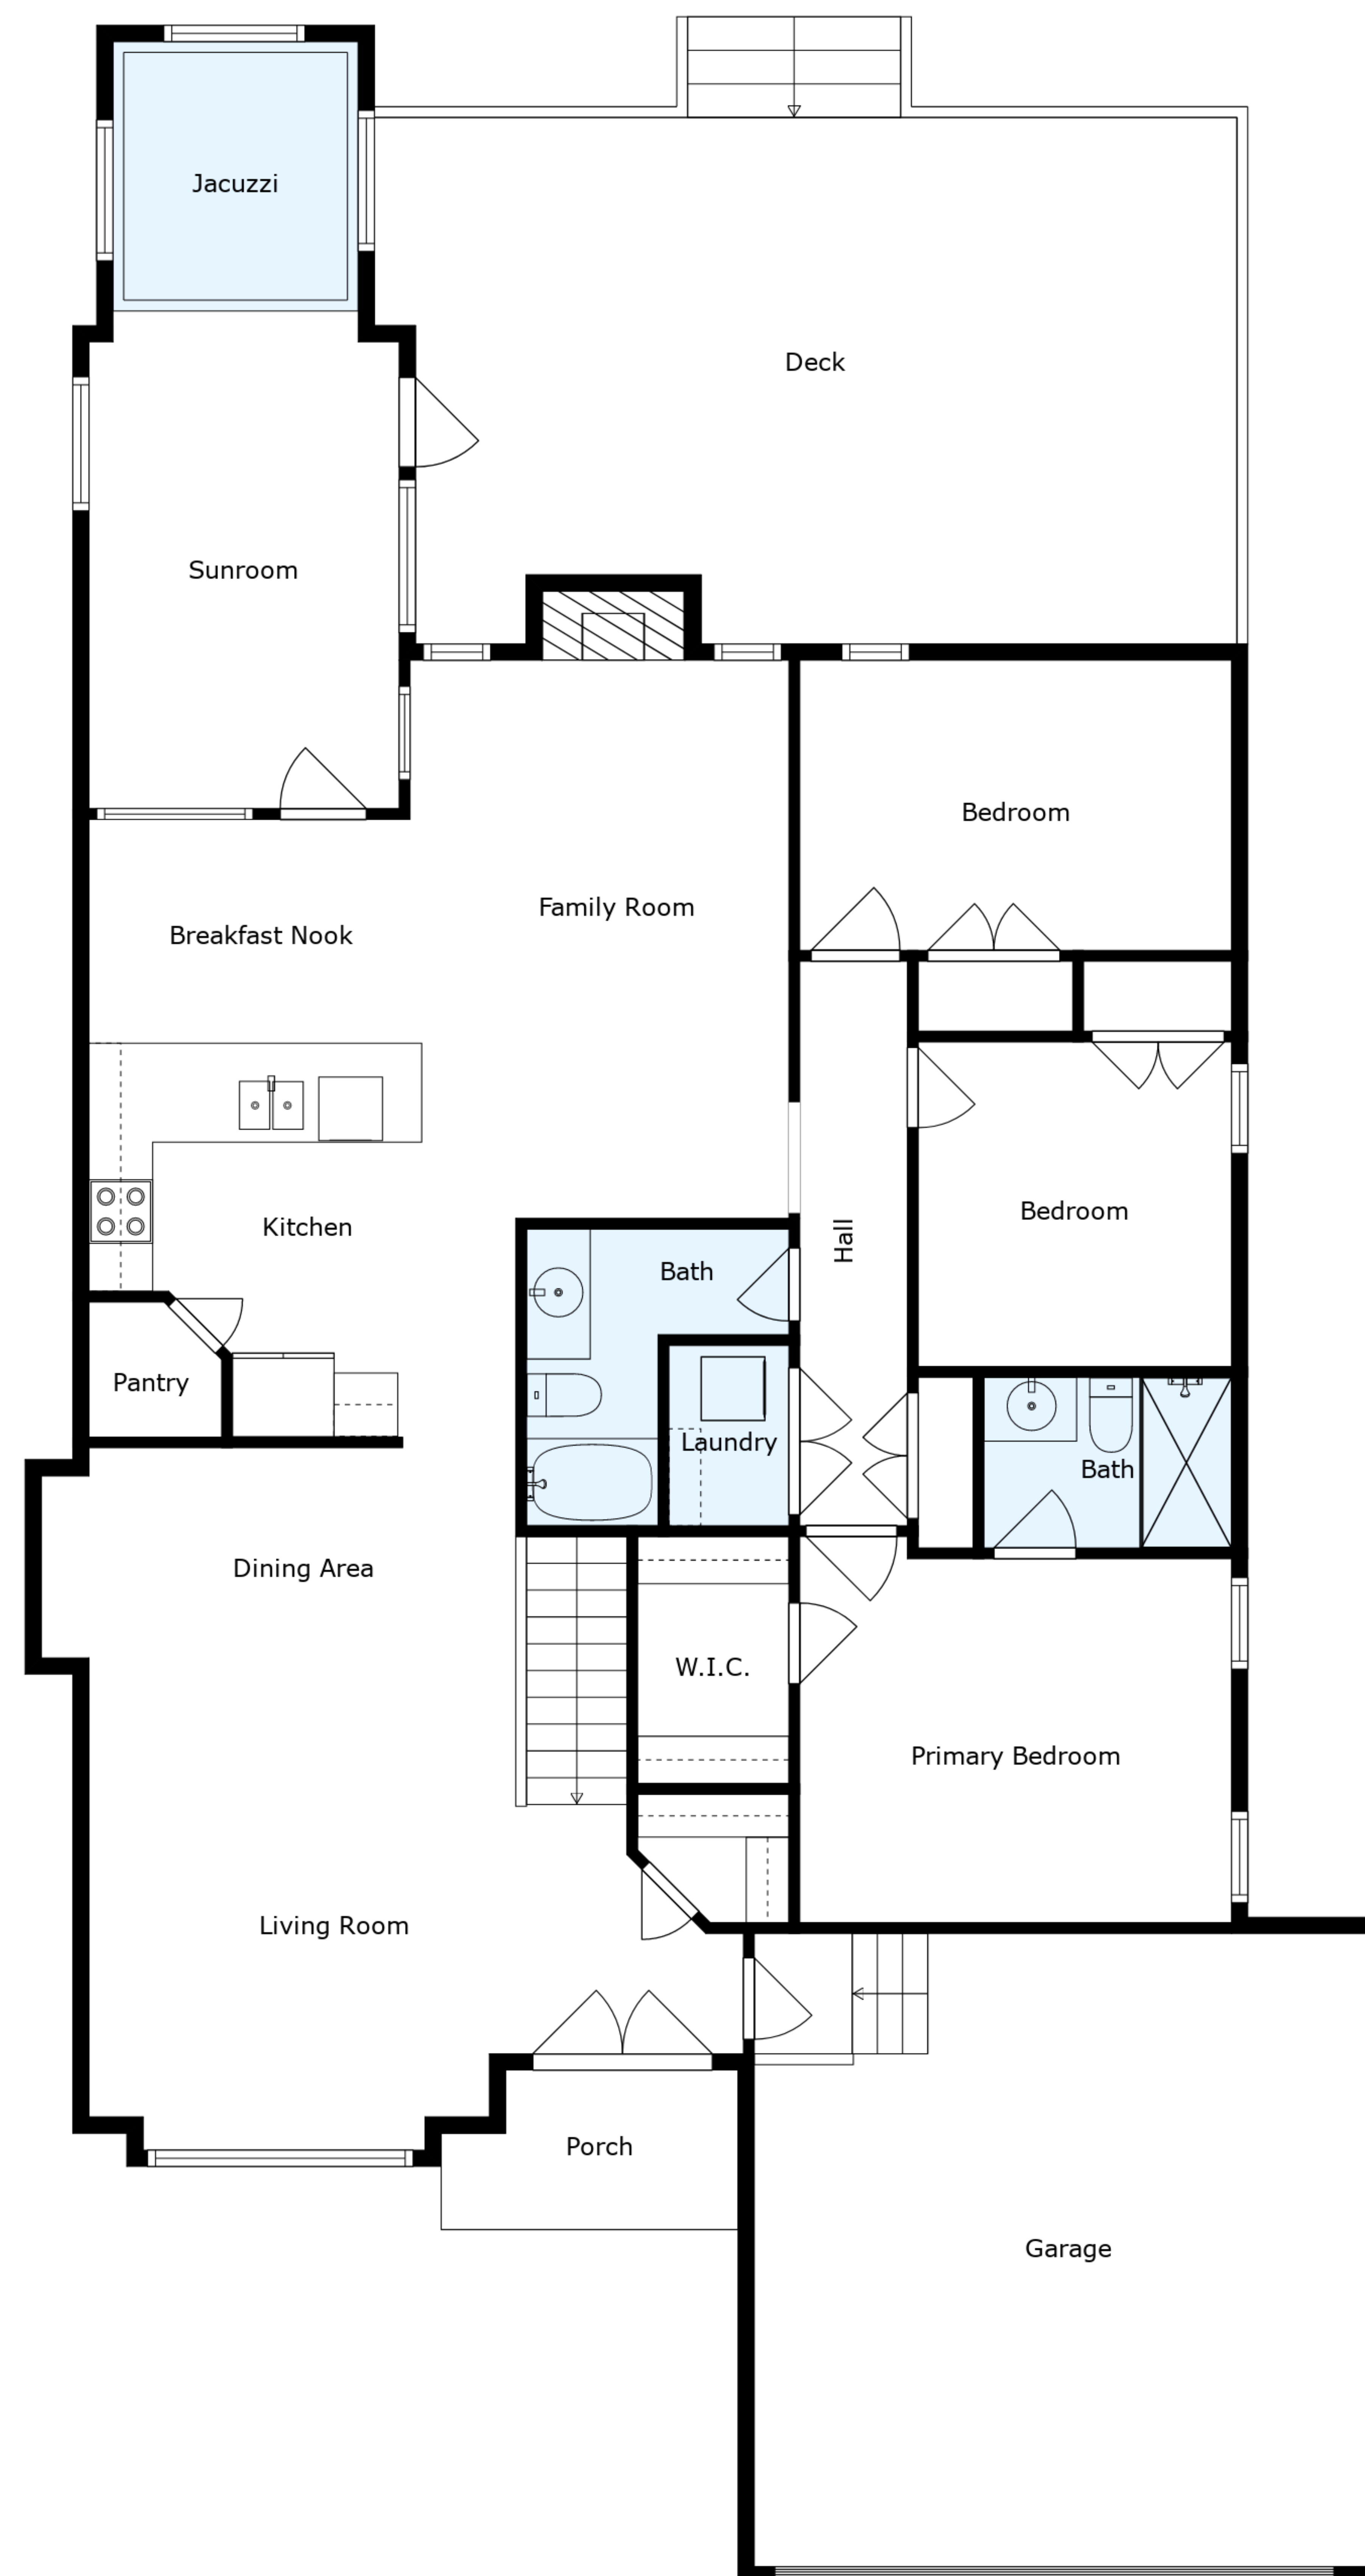 Jacuzzi
Deck
Sunroom
Bedroom
Family Room
Breakfast Nook
Bedroom
Kitchen
Hall
Bath
Pantry
Laundry
Bath
Dining Area
W.I.C.
Primary Bedroom
Living Room
Porch
Garage